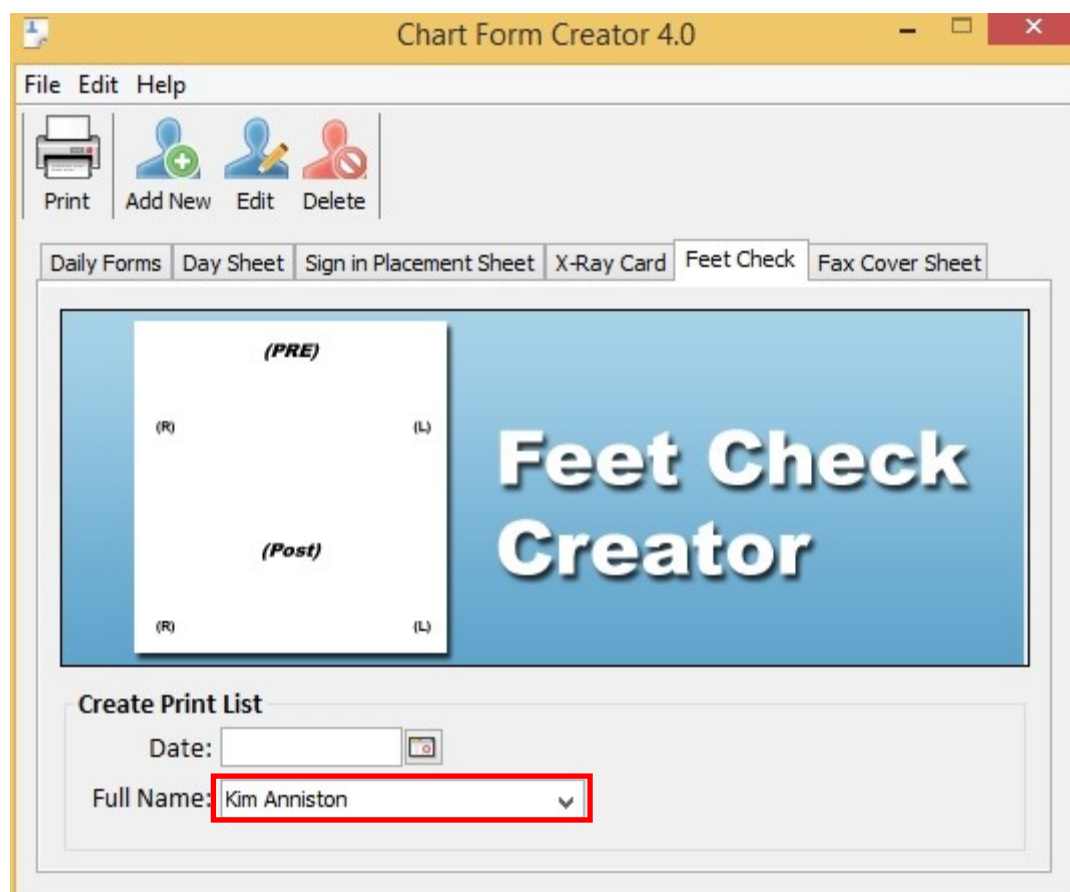 Chart Form Creator 4.0
File Edit Help
Print Add New Edit Delete
Daily Forms Day Sheet Sign in Placement Sheet X-Ray Card Feet Check Fax Cover Sheet
(PRE)
(R) (L)
(Post)
(R) (L)
Feet Check
Creator
Create Print List
Date:
Full Name: Kim Anniston